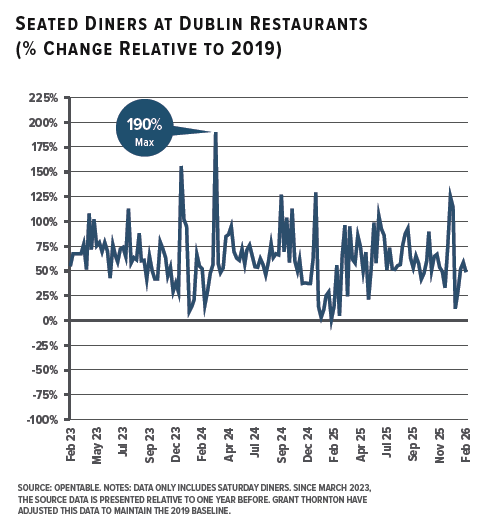 Seated Diners at Dublin Restaurants
(% Change Relative to 2019)
225%
200%
175%
150%
125%
100%
75%
50%
25%
0%
-25%
-50%
-75%
-100%
190%
Max
Feb 23
May 23
Jul 23
Sep 23
Dec 23
Feb 24
Apr 24
Jul 24
Sep 24
Dec 24
Feb 25
Apr 25
Jul 25
Sep 25
Nov 25
Feb 26
SOURCE: OPENTABLE. NOTES: DATA ONLY INCLUDES SATURDAY DINERS. SINCE MARCH 2023,
THE SOURCE DATA IS PRESENTED RELATIVE TO ONE YEAR BEFORE. GRANT THORNTON HAVE
ADJUSTED THIS DATA TO MAINTAIN THE 2019 BASELINE.